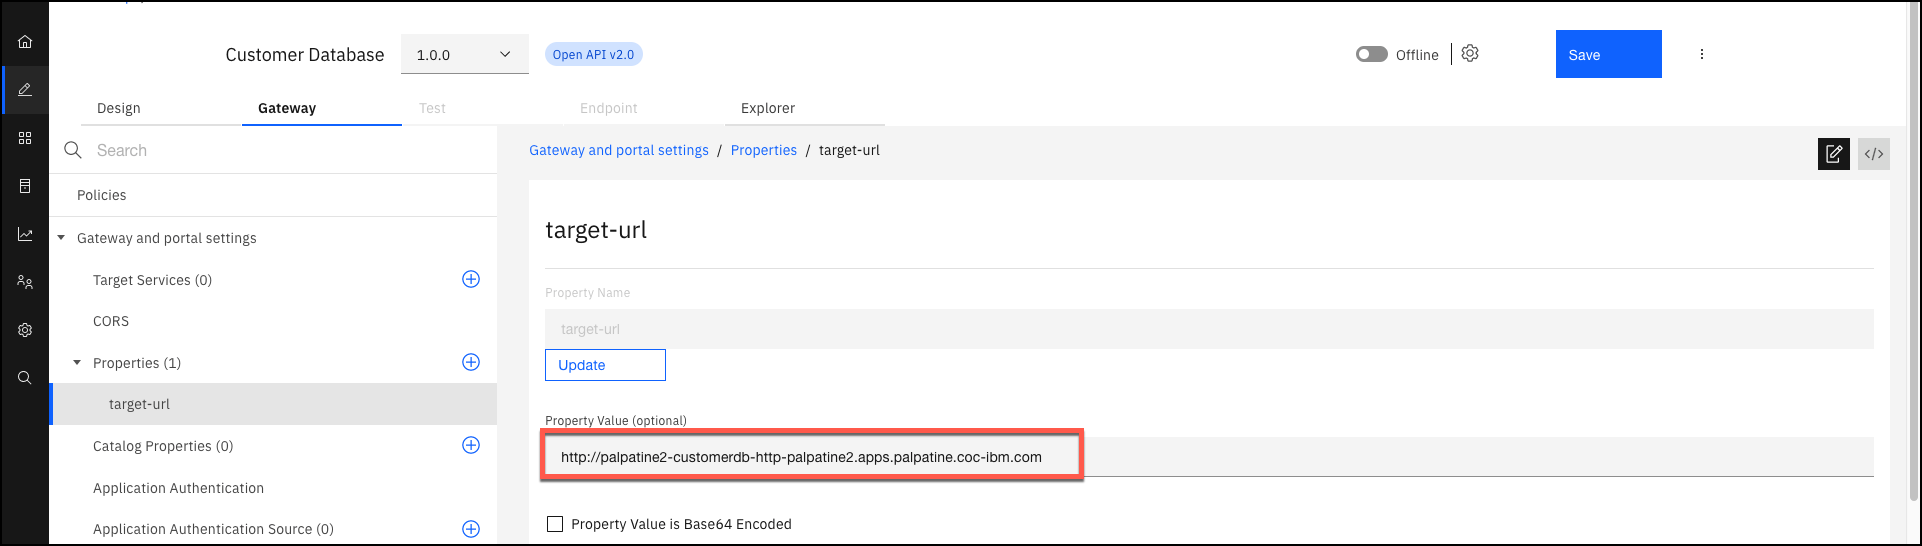 Customer Database 1.0.0 Open API v2.0 Offline Save
Design Gateway Test Endpoint Explorer
Search
Gateway and portal settings / Properties / target-url
</>
Policies
Gateway and portal settings
Target Services (0)
CORS
Properties (1)
target-url
Catalog Properties (0)
Application Authentication
Application Authentication Source (0)
target-url
Property Name
target-url
Update
Property Value (optional)
http://palpatine2-customerdb-http-palpatine2.apps.palpatine.coc-ibm.com
Property Value is Base64 Encoded